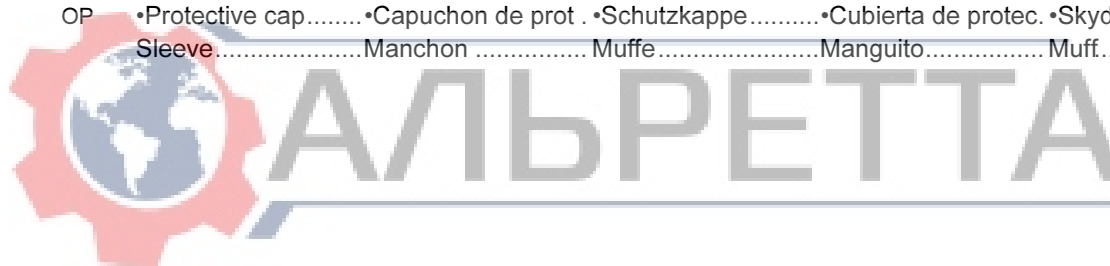 OP •Protective cap........•Capuchon de prot . •Schutzkappe..........•Cubierta de protec. •Skyd
Sleeve......................Manchon ................. Muffe........................Manguito.................. Muff..
АЛЬРЕТТА